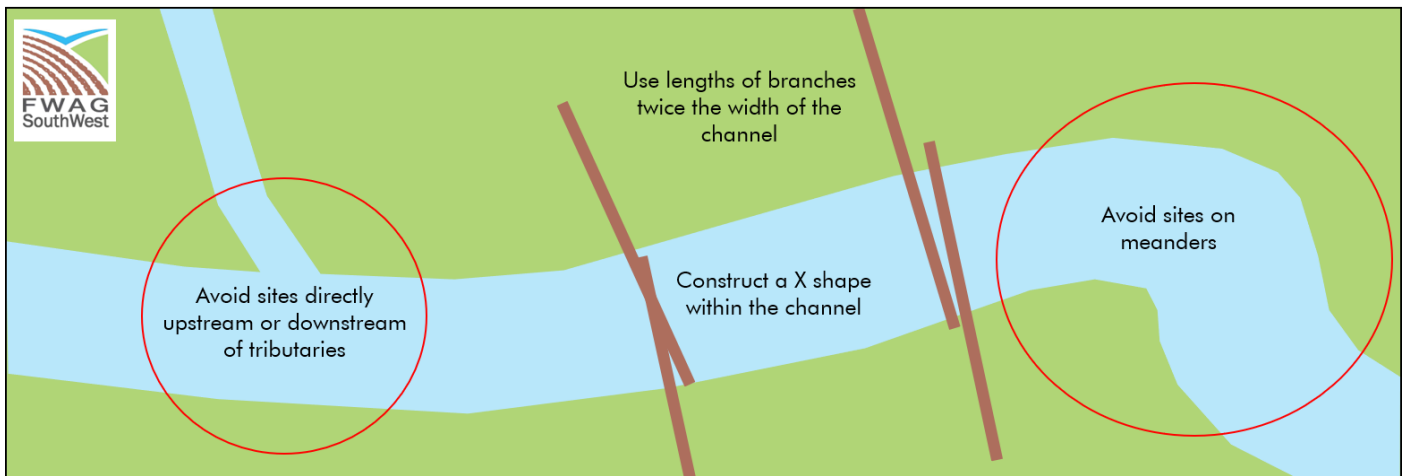 FWAG
SouthWest
Use lengths of branches
twice the width of the
channel
Avoid sites on
meanders
Construct a X shape
within the channel
Avoid sites directly
upstream or downstream
of tributaries